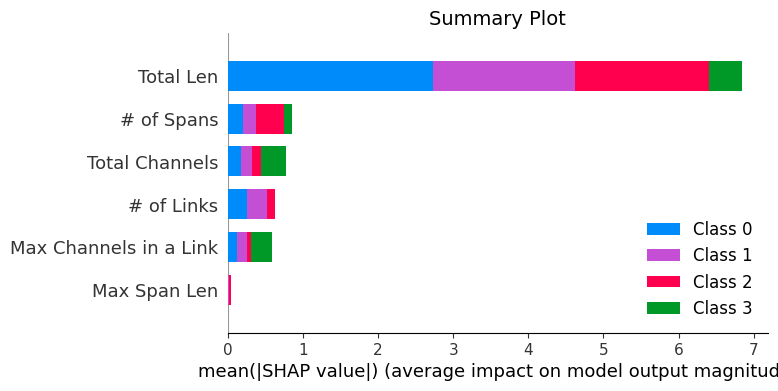 Summary Plot
Total Len
# of Spans
Total Channels
# of Links
Max Channels in a Link
Max Span Len
Class 0
Class 1
Class 2
Class 3
0 1 2 3 4 5 6 7
mean(|SHAP value|) (average impact on model output magnitud